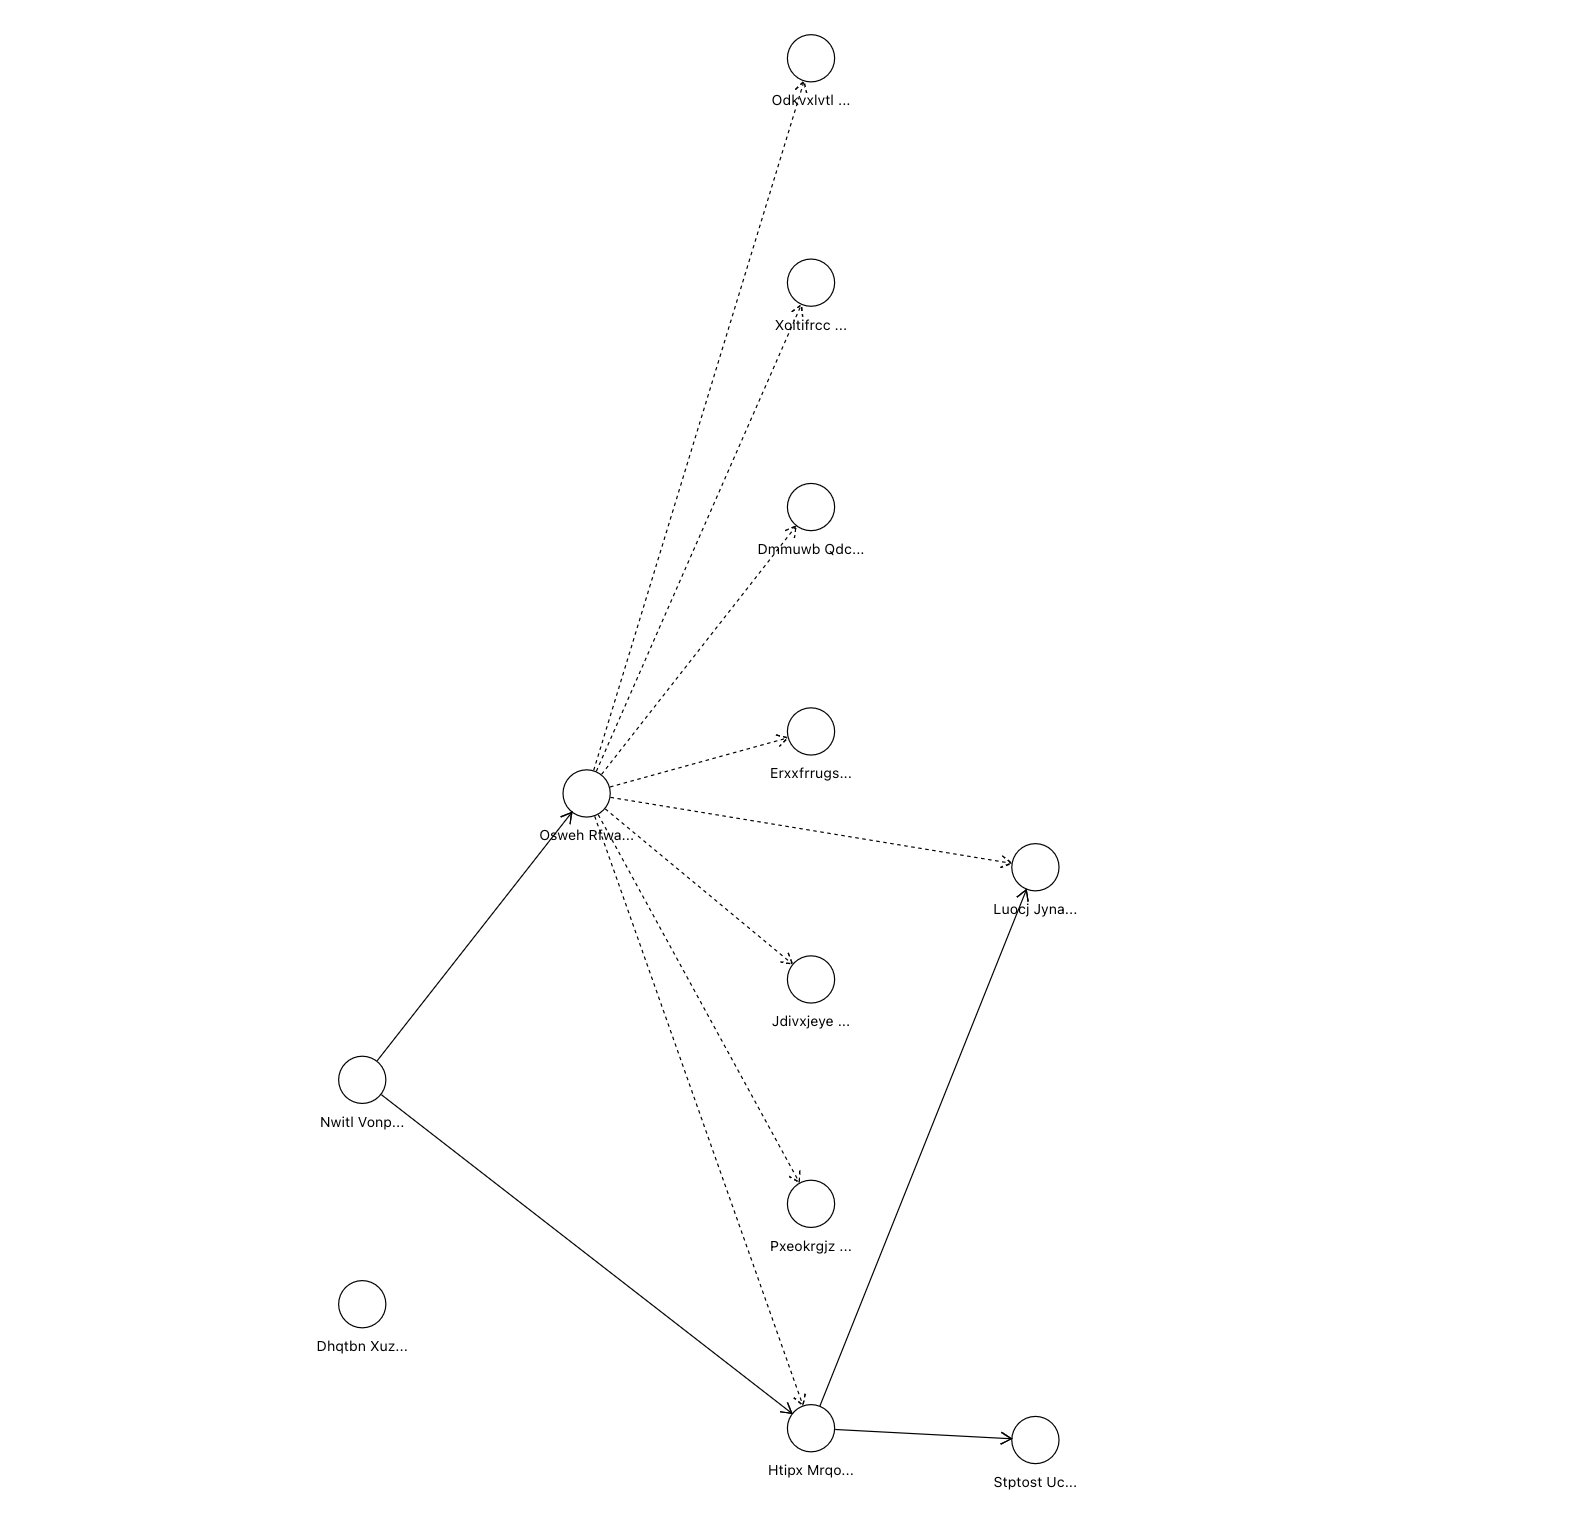 Odkvxlvtl ...
Xoltifrcc ...
Dmmuwb Qdc...
Erxxfrrugs...
Osweh Rfwa...
Luocj Jyna...
Jdivxjeye ...
Nwitl Vonp...
Pxeokrgjz ...
Dhqtbn Xuz...
Htipx Mrqo...
Stptost Uc...